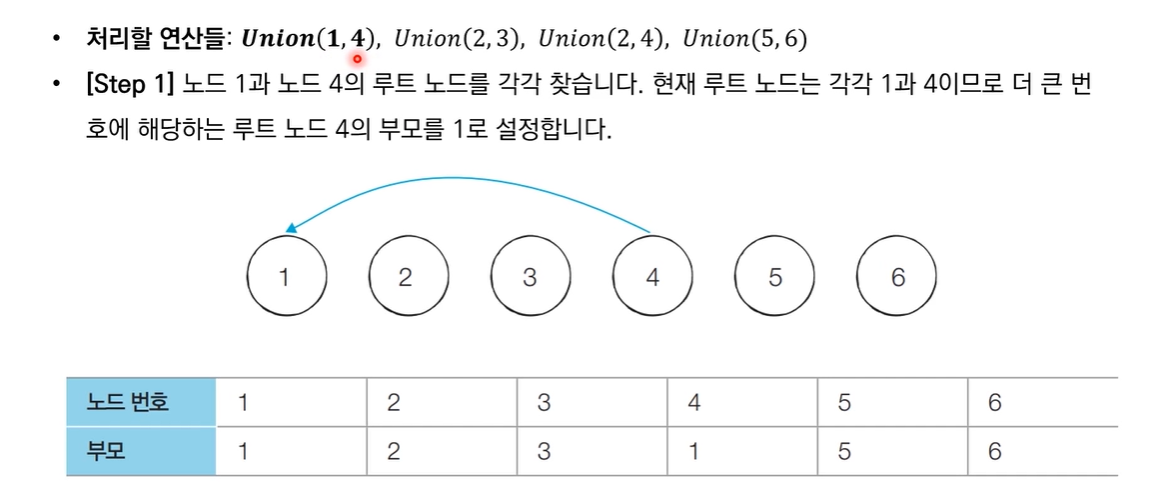 • 처리할 연산들: Union(1, 4), Union(2, 3), Union(2, 4), Union(5, 6)
• [Step 1] 노드 1과 노드 4의 루트 노드를 각각 찾습니다. 현재 루트 노드는 각각 1과 4이므로 더 큰 번
호에 해당하는 루트 노드 4의 부모를 1로 설정합니다.
1 2 3 4 5 6
노드 번호 1 2 3 4 5 6
부모 1 2 3 1 5 6